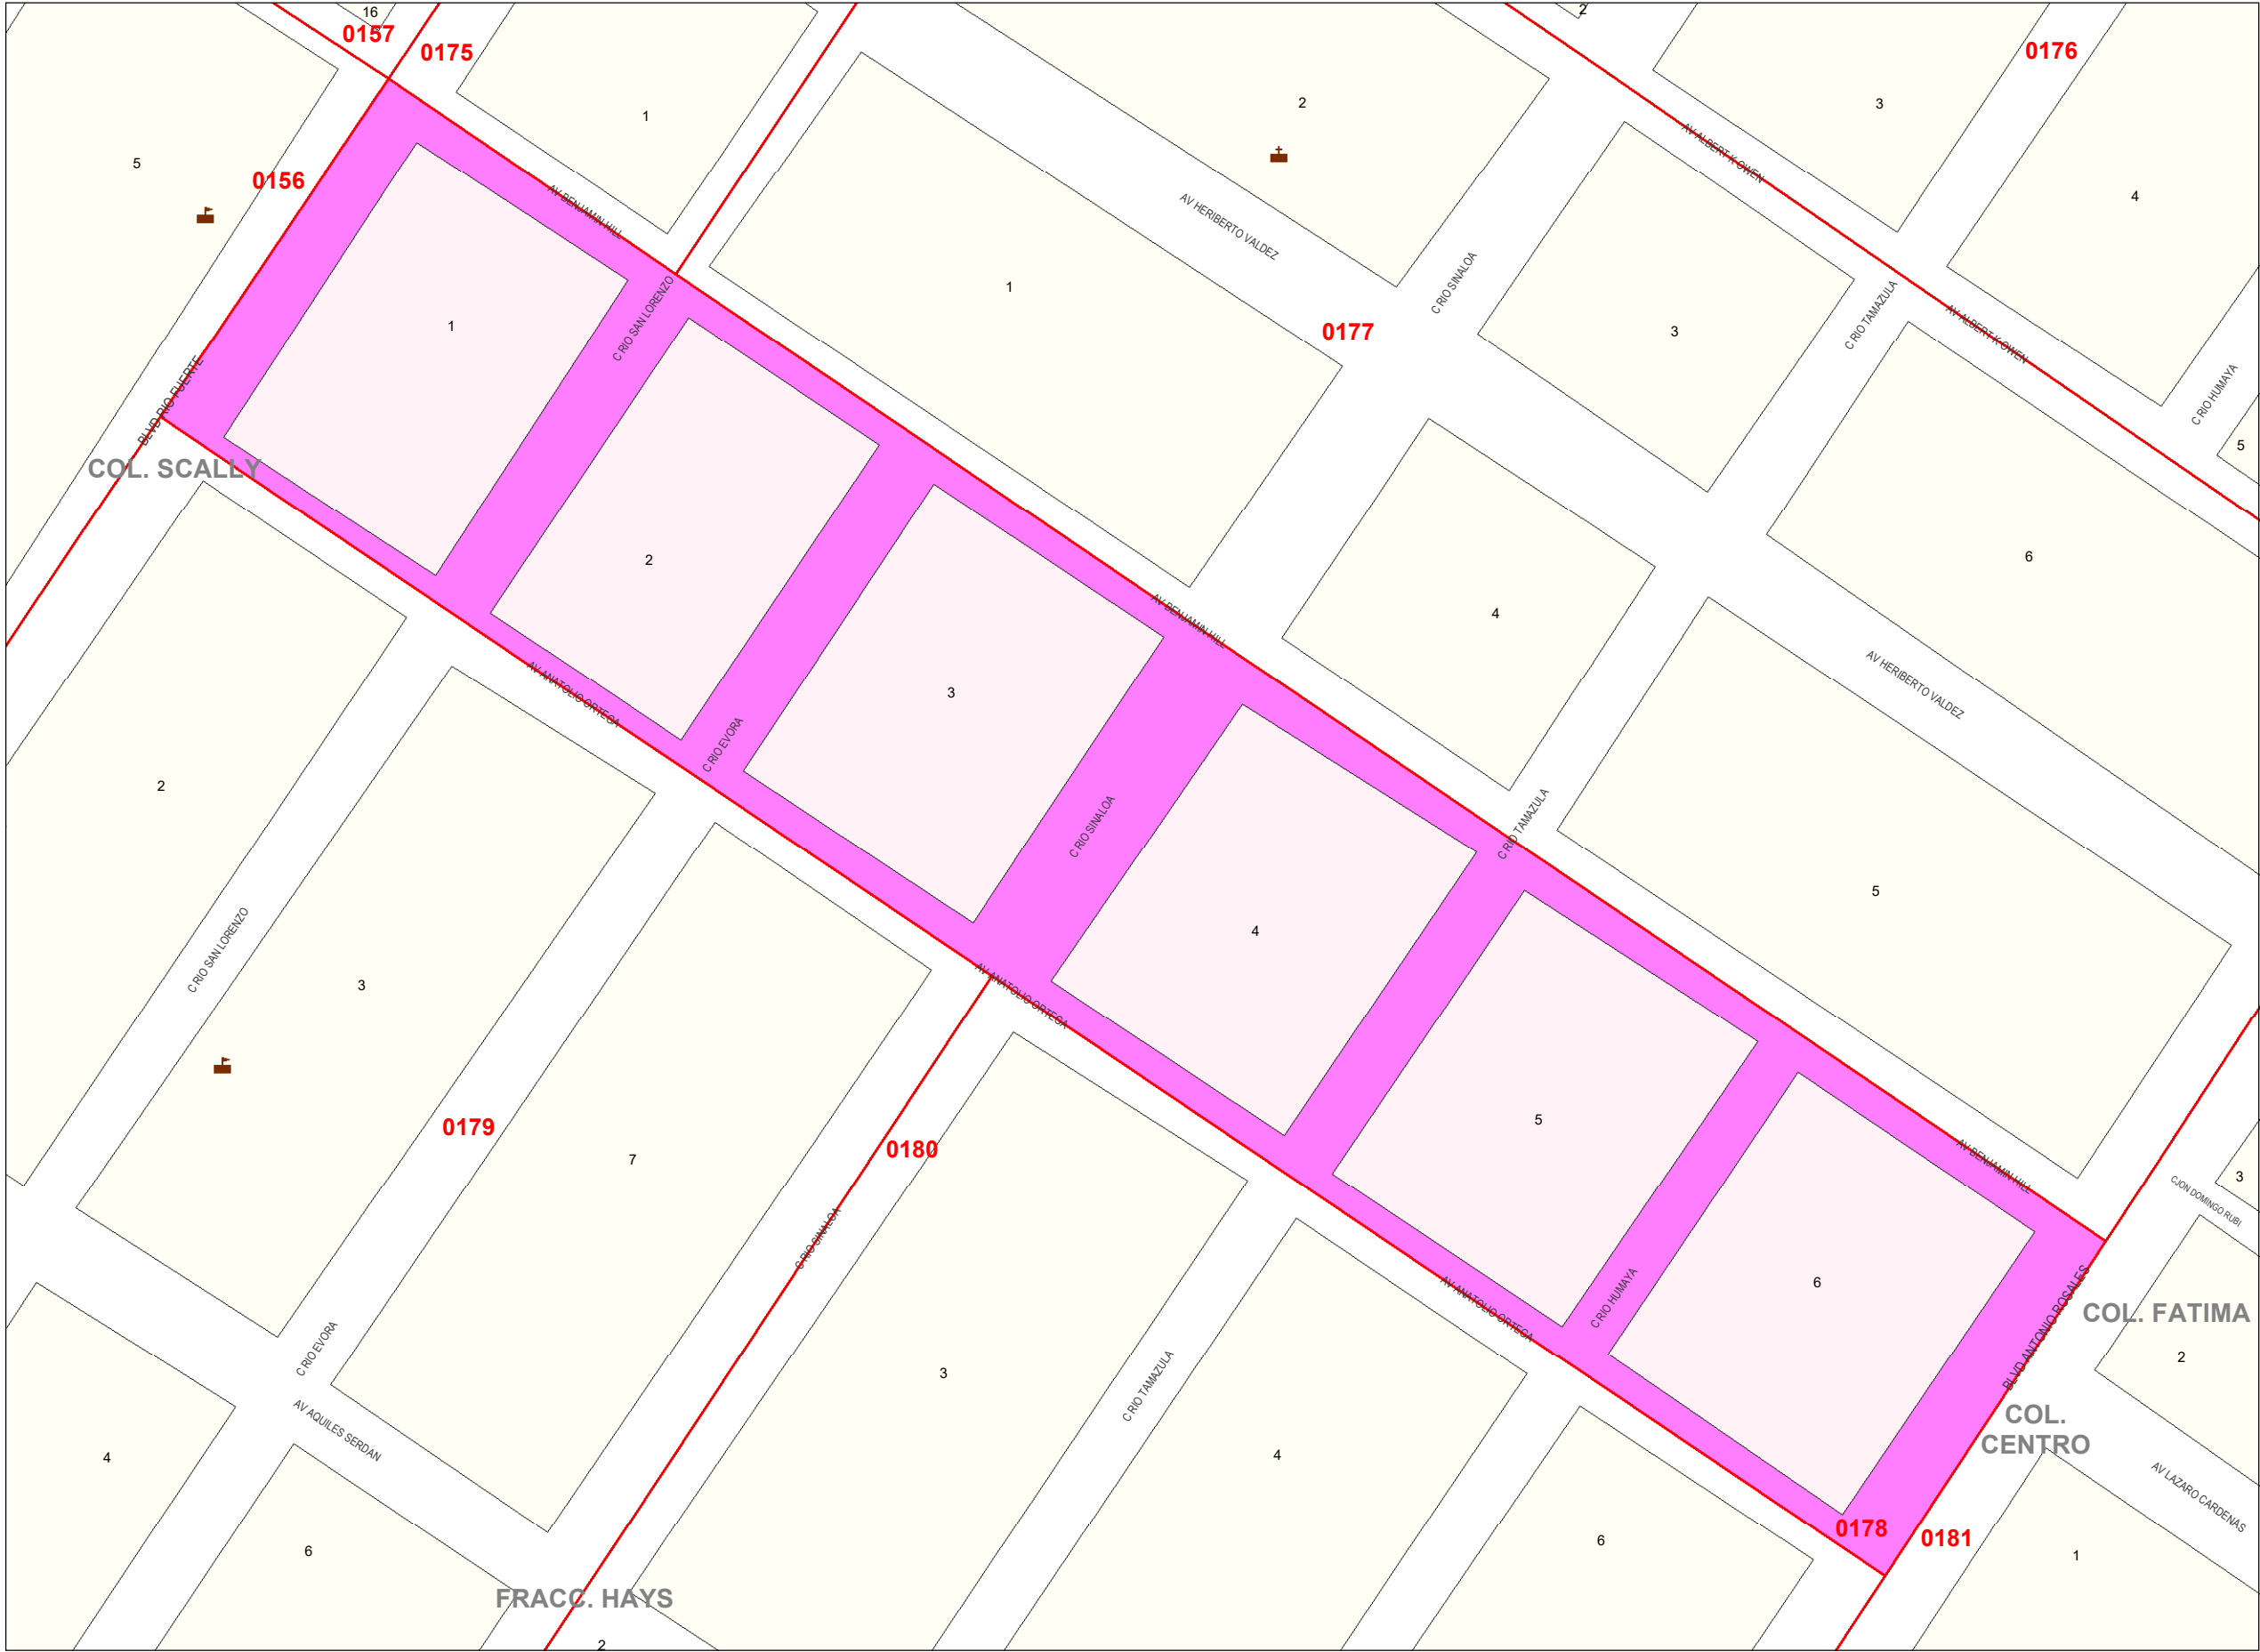 16
2
0157
0175
0176
3
2
1
5
0156
AV ALBERT K OWEN
4
AV BENJAMIN HILL
AV HERIBERTO VALDEZ
C RIO SINALOA
1
C RIO SAN LORENZO
C RIO TAMAZULA
AV ALBERT K OWEN
1
0177
3
C RIO HUMAYA
BLVD RIO FUERTE
5
COL. SCALLY
2
6
AV BENJAMIN HILL
4
AV ANATOLIO ORTEGA
3
AV HERIBERTO VALDEZ
C RIO EVORA
2
C RIO SINALOA
C RIO TAMAZULA
5
4
C RIO SAN LORENZO
3
AV ANATOLIO ORTEGA
0179
5
0180
7
AV BENJAMIN HILL
3
CJON DOMINGO RUBI
C RIO SINALOA
6
C RIO HUMAYA
AV ANATOLIO ORTEGA
BLVD ANTONIO ROSALES
COL. FATIMA
C RIO EVORA
2
3
C RIO TAMAZULA
COL.
CENTRO
AV AQUILES SERDAN
4
4
AV LAZARO CARDENAS
0178
0181
6
6
1
FRACC. HAYS
2